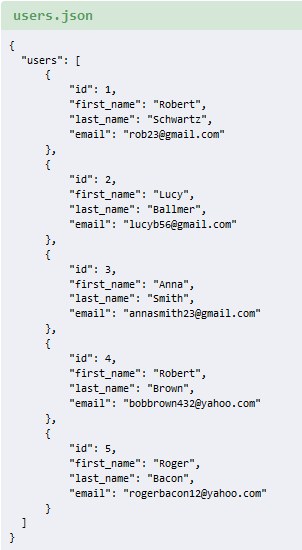 users.json
{
  "users": [
      {
          "id": 1,
          "first_name": "Robert",
          "last_name": "Schwartz",
          "email": "rob23@gmail.com"
      },
      {
          "id": 2,
          "first_name": "Lucy",
          "last_name": "Ballmer",
          "email": "lucyb56@gmail.com"
      },
      {
          "id": 3,
          "first_name": "Anna",
          "last_name": "Smith",
          "email": "annasmith23@gmail.com"
      },
      {
          "id": 4,
          "first_name": "Robert",
          "last_name": "Brown",
          "email": "bobbrown432@yahoo.com"
      },
      {
          "id": 5,
          "first_name": "Roger",
          "last_name": "Bacon",
          "email": "rogerbacon12@yahoo.com"
      }
  ]
}